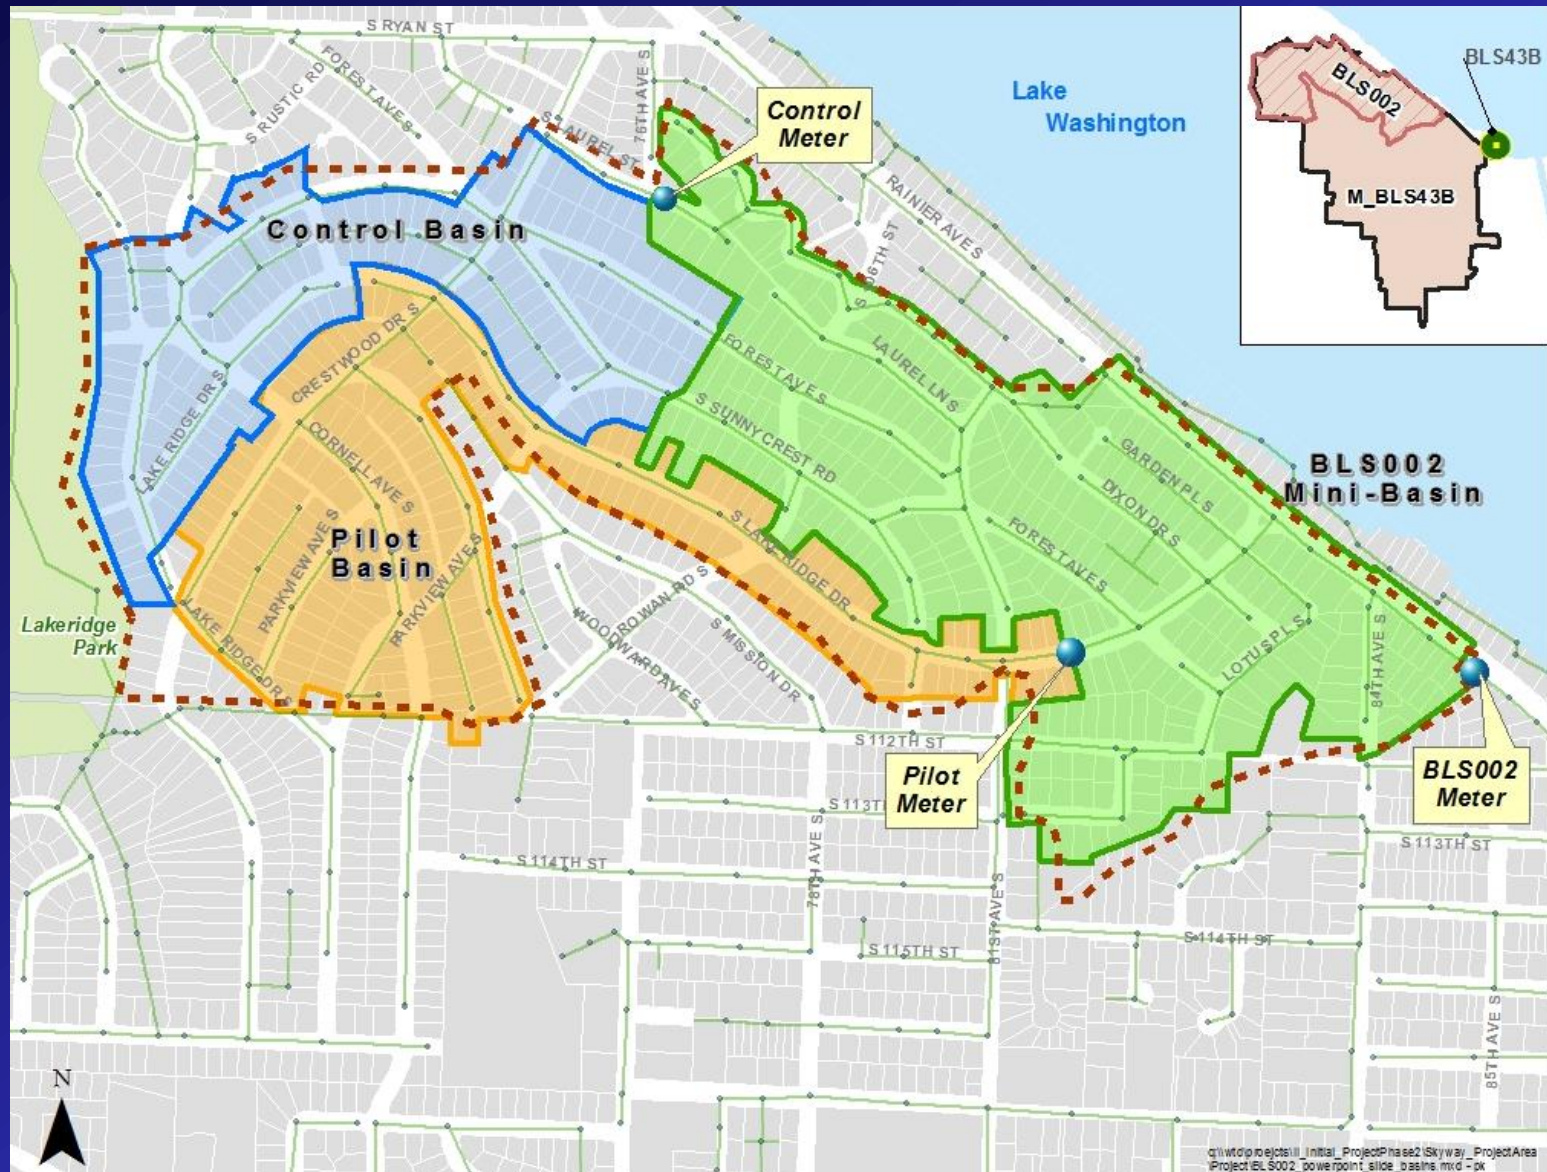 S RYAN ST
FOREST AVE S
S RUSTIC RD
76TH AVE S
S LAUREL ST
Control
Meter
Lake
Washington
BLS43B
BLS002
M_BLS43B
RAINIER AVE S
S 106TH ST
Control Basin
CRESTWOOD DR S
LAKE RIDGE DR S
FOREST AVE S
LAUREL LN S
S SUNNYCREST RD
CORNELL AVE S
GARDEN PL S
DIXON DR S
BLS002
Mini-Basin
Pilot
Basin
PARKVIEW AVE S
PARKVIEW AVE S
S LAKE RIDGE DR
FOREST AVE S
Lakeridge
Park
LAKE RIDGE DR S
WOODWARD AVE S
ROWAN RD S
S MISSION DR
LOTUS PL S
84TH AVE S
S 112TH ST
Pilot
Meter
BLS002
Meter
S 113TH
78TH AVE S
S 113TH ST
S 114TH ST
81ST AVE S
S 115TH ST
S 114TH ST
85TH AVE S
N